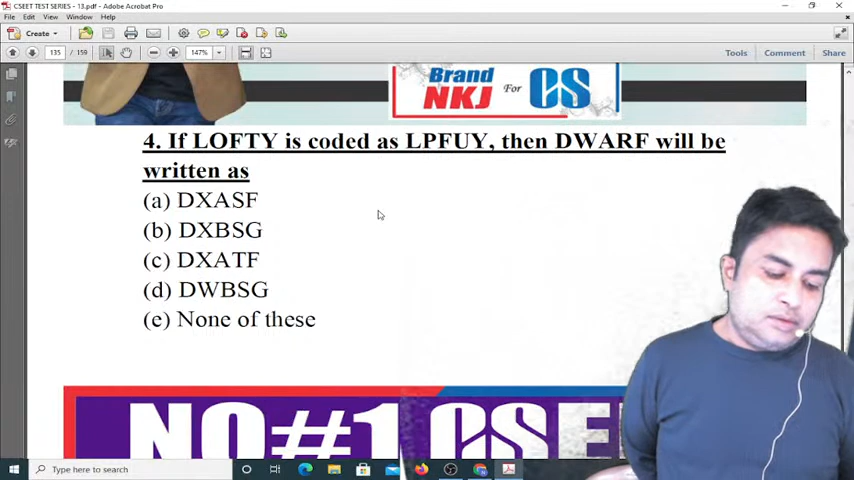 CSEET TEST SERIES - 13.pdf - Adobe Acrobat Pro
File Edit View Window Help
Create
135 / 159 147% Tools Comment Share
Brand
NKJ For CS
4. If LOFTY is coded as LPFUY, then DWARF will be
written as
(a) DXASF
(b) DXBSG
(c) DXATF
(d) DWBSG
(e) None of these
NO#1 CSEE
Type here to search